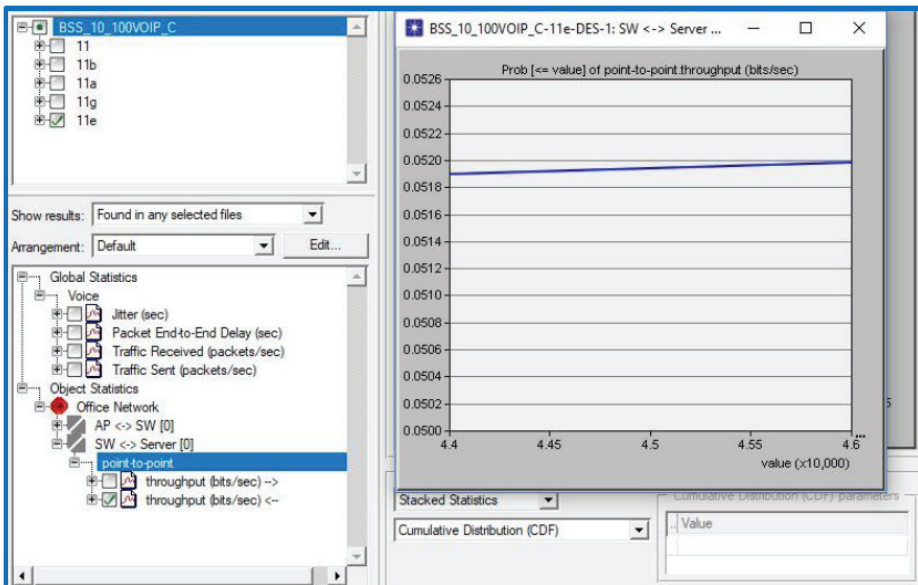 BSS_10_100VOIP_C
11
11b
11a
11g
11e
Show results: Found in any selected files
Arrangement: Default Edit...
Global Statistics
Voice
Jitter (sec)
Packet End-to-End Delay (sec)
Traffic Received (packets/sec)
Traffic Sent (packets/sec)
Object Statistics
Office Network
AP <-> SW [0]
SW <-> Server [0]
point-to-point
throughput (bits/sec) -->
throughput (bits/sec) <--
BSS_10_100VOIP_C-11e-DES-1: SW <-> Server ...
Prob [<= value] of point-to-point.throughput (bits/sec)
0.0526
0.0524
0.0522
0.0520
0.0518
0.0516
0.0514
0.0512
0.0510
0.0508
0.0506
0.0504
0.0502
0.0500
4.4 4.45 4.5 4.55 4.6...
value (x10,000)
5
Stacked Statistics
Cumulative Distribution (CDF)
Cumulative Distribution (CDF) parameters
... Value